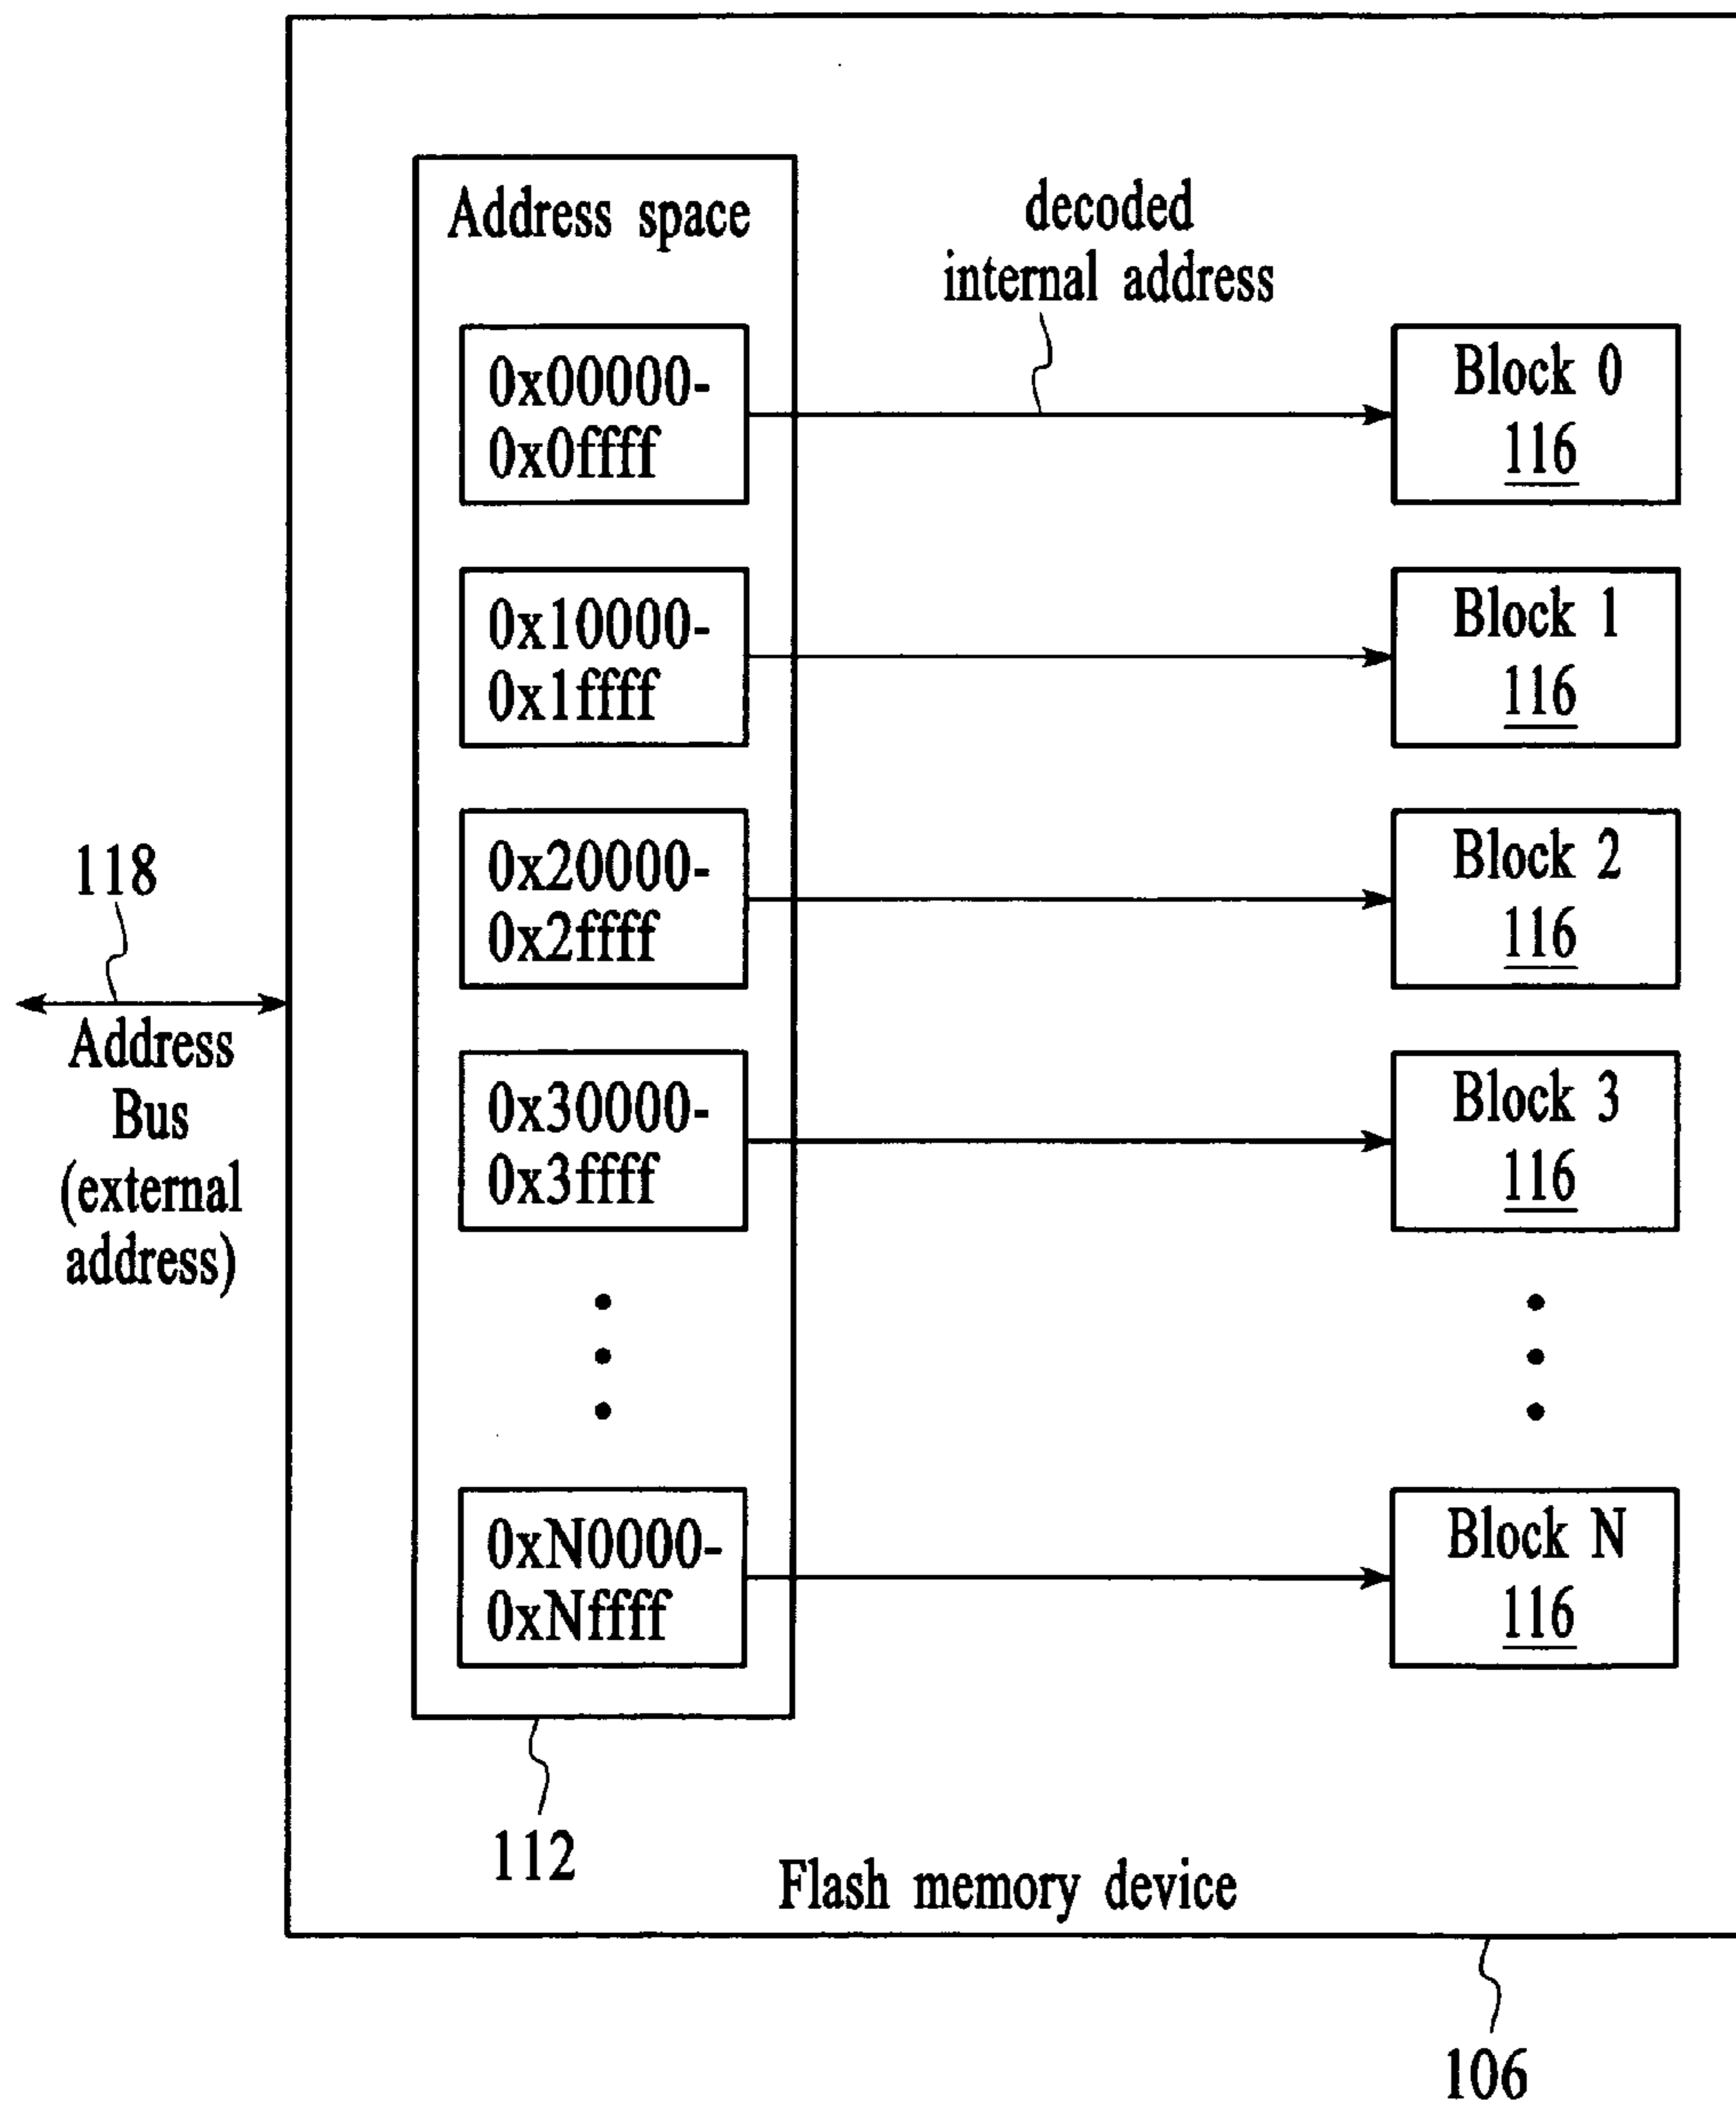 Address space
decoded
internal address
0x00000-
0x0ffff
Block 0
116
0x10000-
0x1ffff
Block 1
116
0x20000-
0x2ffff
Block 2
116
118
Address
Bus
(external
address)
0x30000-
0x3ffff
Block 3
116
0xN0000-
0xNffff
Block N
116
112
Flash memory device
106